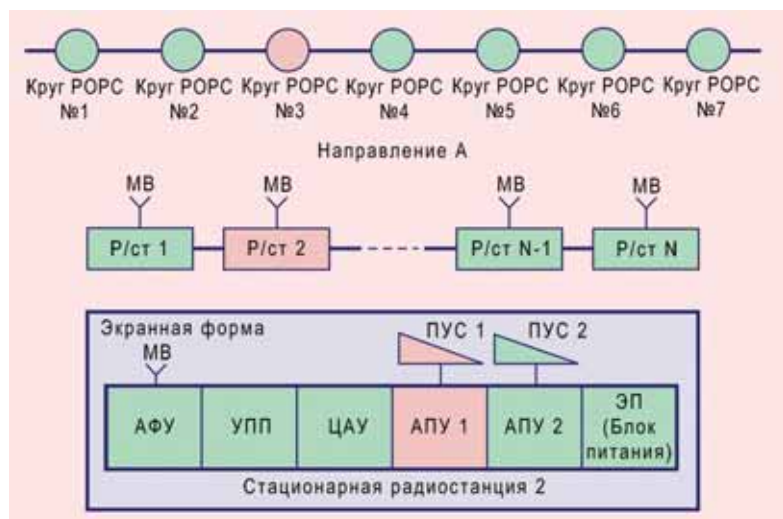 Круг РОРС Круг РОРС Круг РОРС Круг РОРС Круг РОРС Круг РОРС Круг РОРС
№1 №2 №3 №4 №5 №6 №7
Направление А
МВ МВ МВ МВ
Р/ст 1 Р/ст 2 Р/ст N-1 Р/ст N
Экранная форма ПУС 1 ПУС 2
МВ
АФУ УПП ЦАУ АПУ 1 АПУ 2 ЭП
(Блок
питания)
Стационарная радиостанция 2